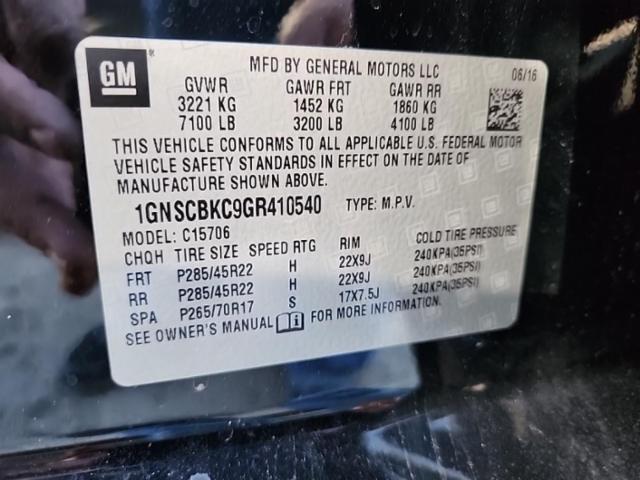 GM
MFD BY GENERAL MOTORS LLC 06/16
GVWR GAWR FRT GAWR RR
3221 KG 1452 KG 1860 KG
7100 LB 3200 LB 4100 LB
THIS VEHICLE CONFORMS TO ALL APPLICABLE U.S. FEDERAL MOTOR
VEHICLE SAFETY STANDARDS IN EFFECT ON THE DATE OF
MANUFACTURE SHOWN ABOVE.
1GNSCBKC9GR410540 TYPE: M.P.V.
MODEL: C15706
CHQH TIRE SIZE SPEED RTG RIM COLD TIRE PRESSURE
FRT P285/45R22 H 22X9J 240KPA(35PSI)
RR P285/45R22 H 22X9J 240KPA(35PSI)
SPA P265/70R17 S 17X7.5J 240KPA(35PSI)
SEE OWNER'S MANUAL FOR MORE INFORMATION.